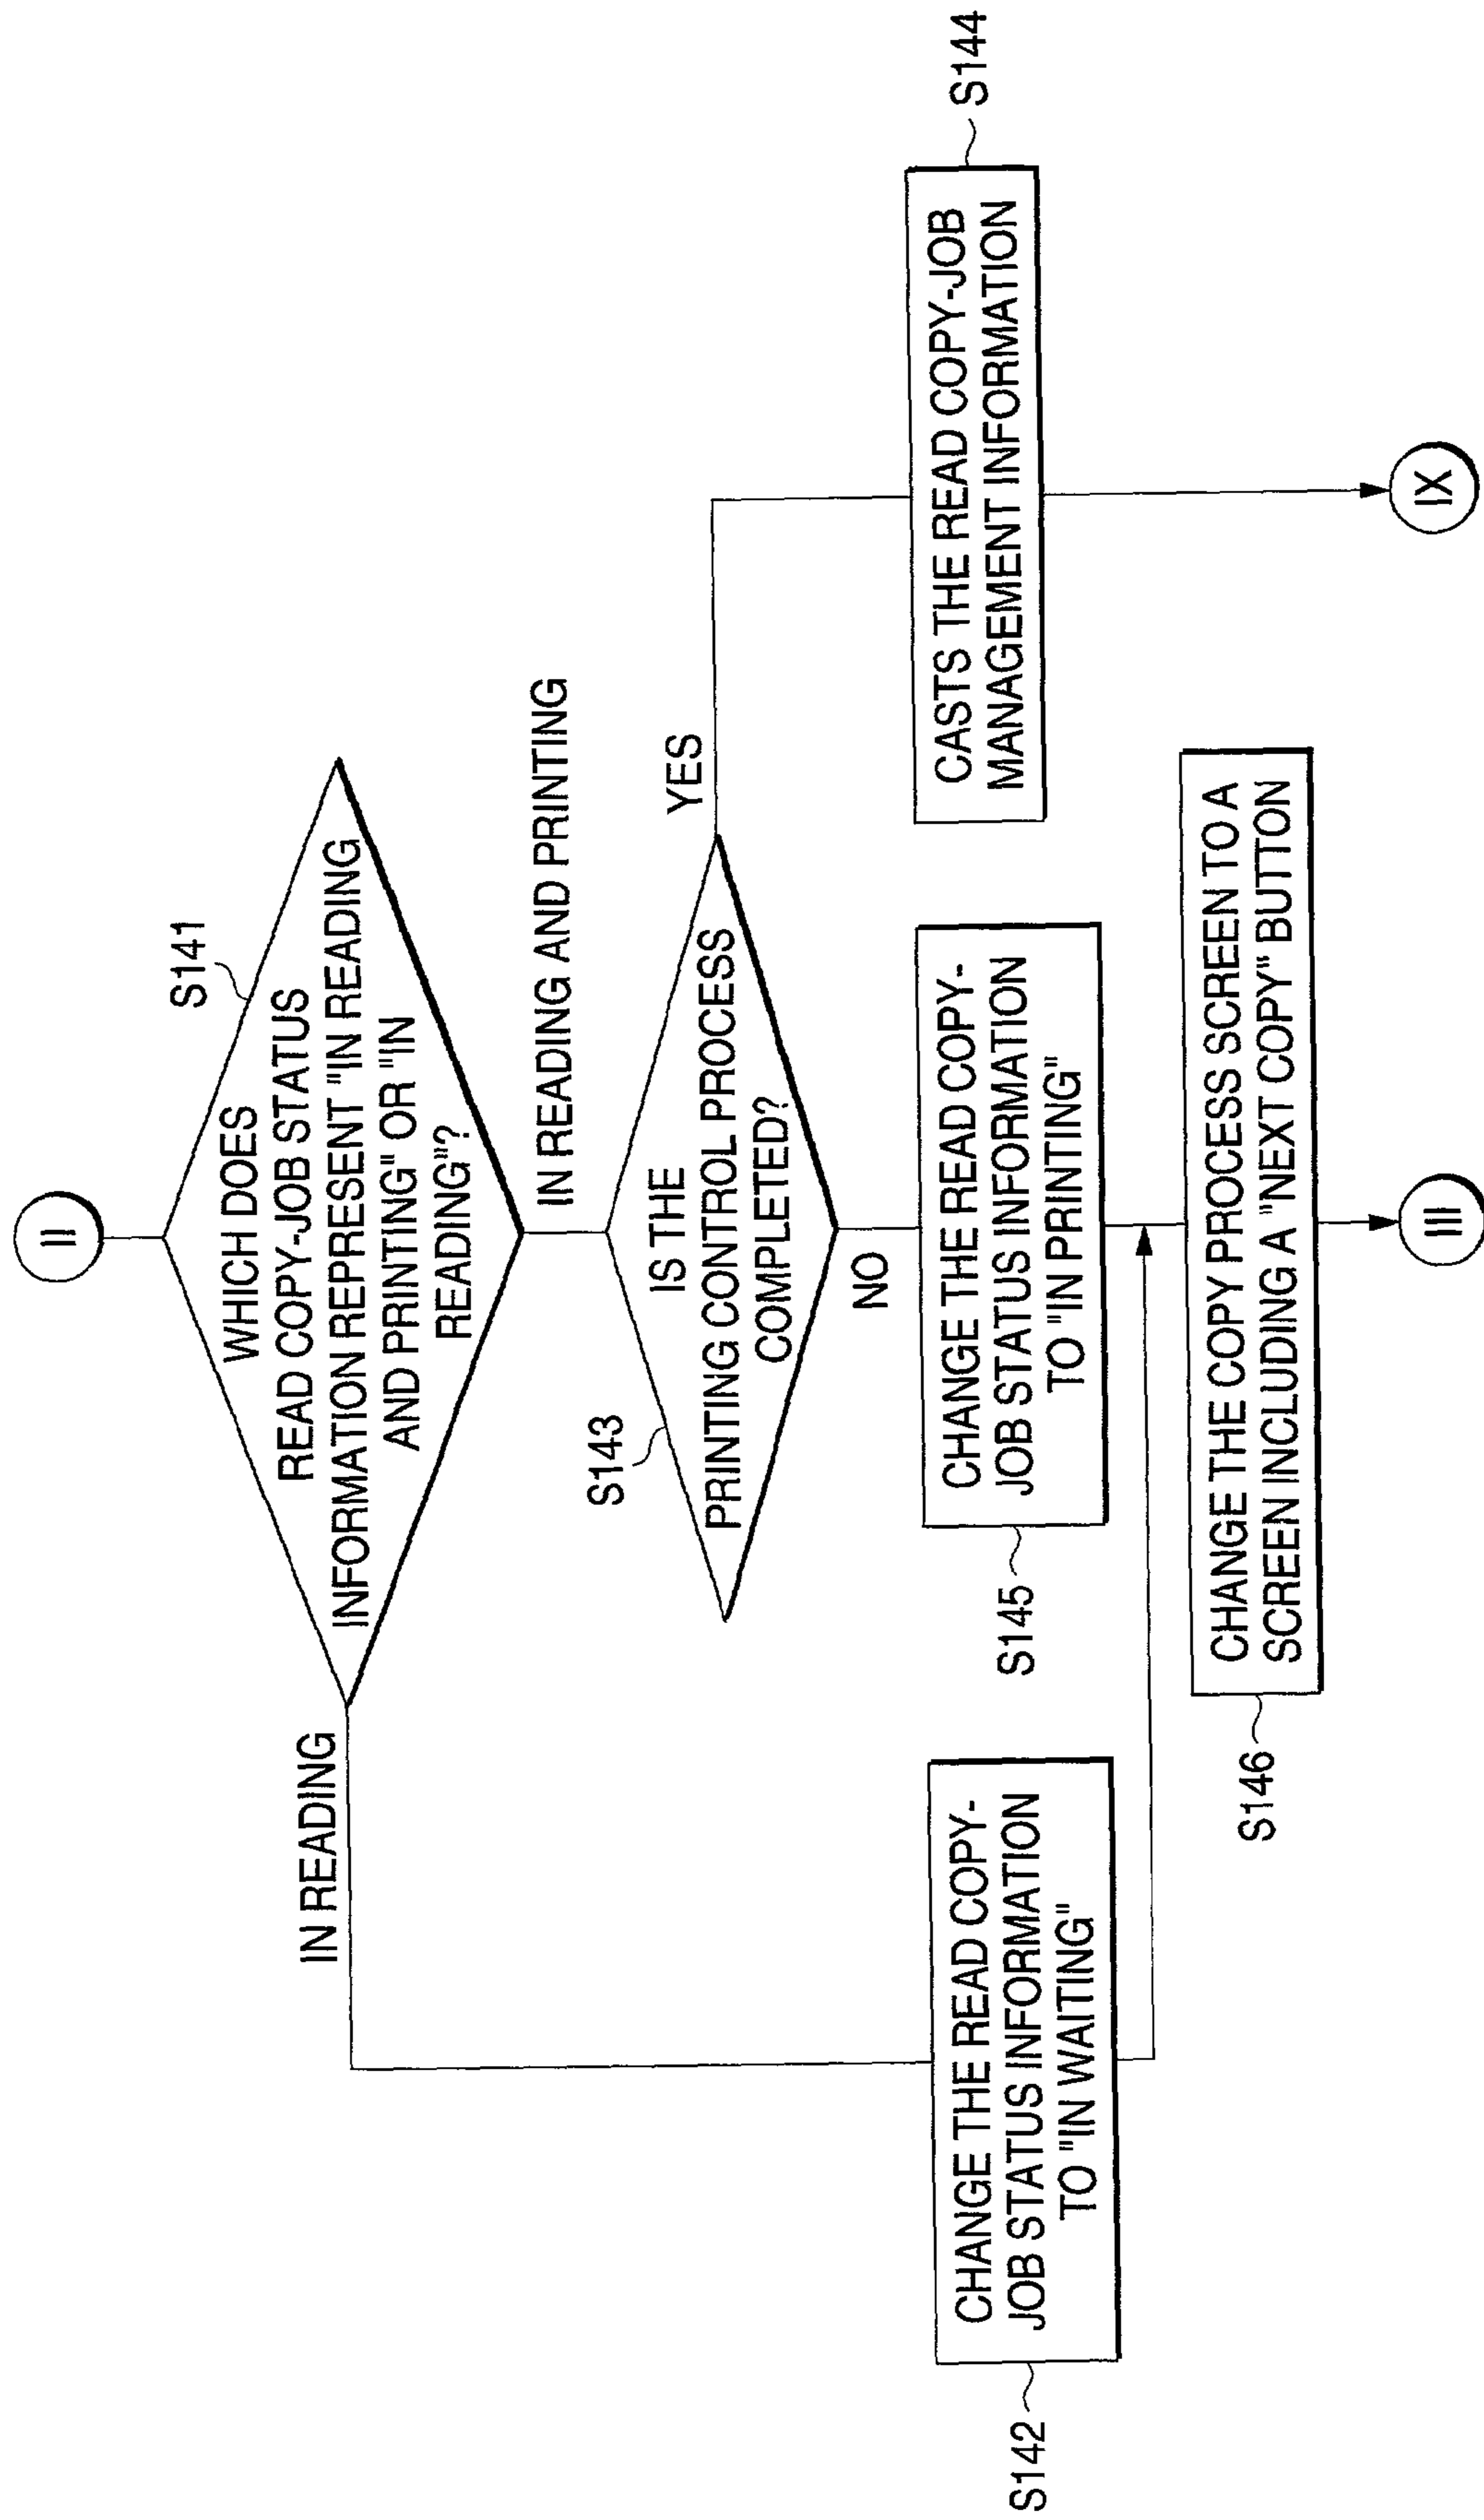 II
S141
WHICH DOES
READ COPY-JOB STATUS
INFORMATION REPRESENT "IN READING
AND PRINTING" OR "IN
READING"?
IN READING
IN READING AND PRINTING
S143
IS THE
PRINTING CONTROL PROCESS
COMPLETED?
YES
NO
S142
CHANGE THE READ COPY-
JOB STATUS INFORMATION
TO "IN WAITING"
S145
CHANGE THE READ COPY-
JOB STATUS INFORMATION
TO "IN PRINTING"
S144
CASTS THE READ COPY-JOB
MANAGEMENT INFORMATION
S146
CHANGE THE COPY PROCESS SCREEN TO A
SCREEN INCLUDING A "NEXT COPY" BUTTON
III
IX